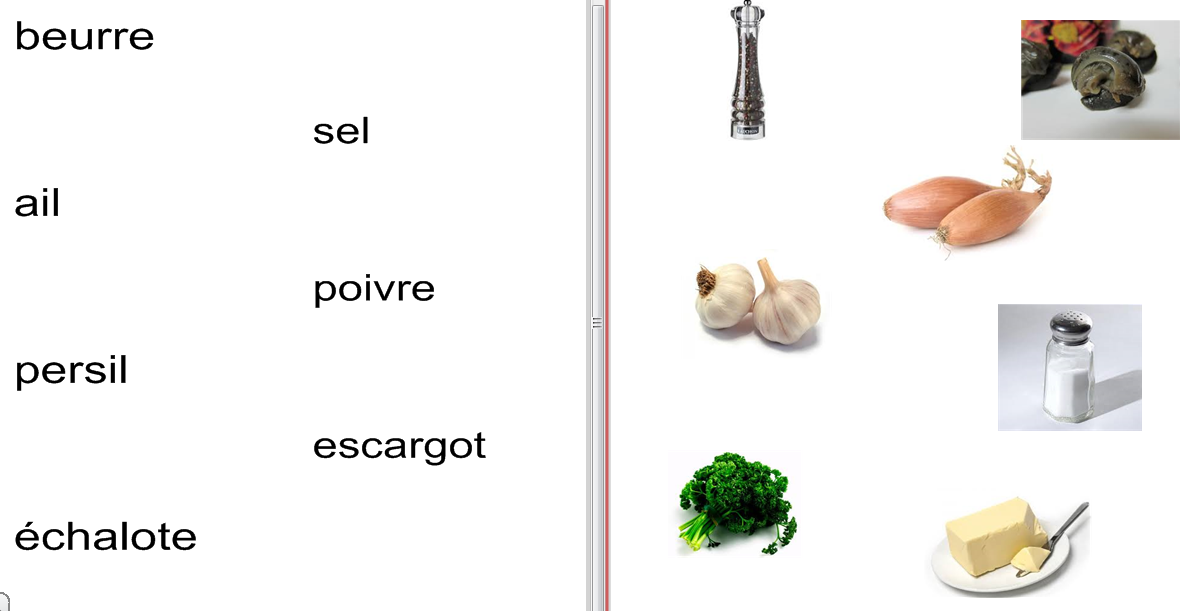 beurre
sel
ail
poivre
persil
escargot
échalote